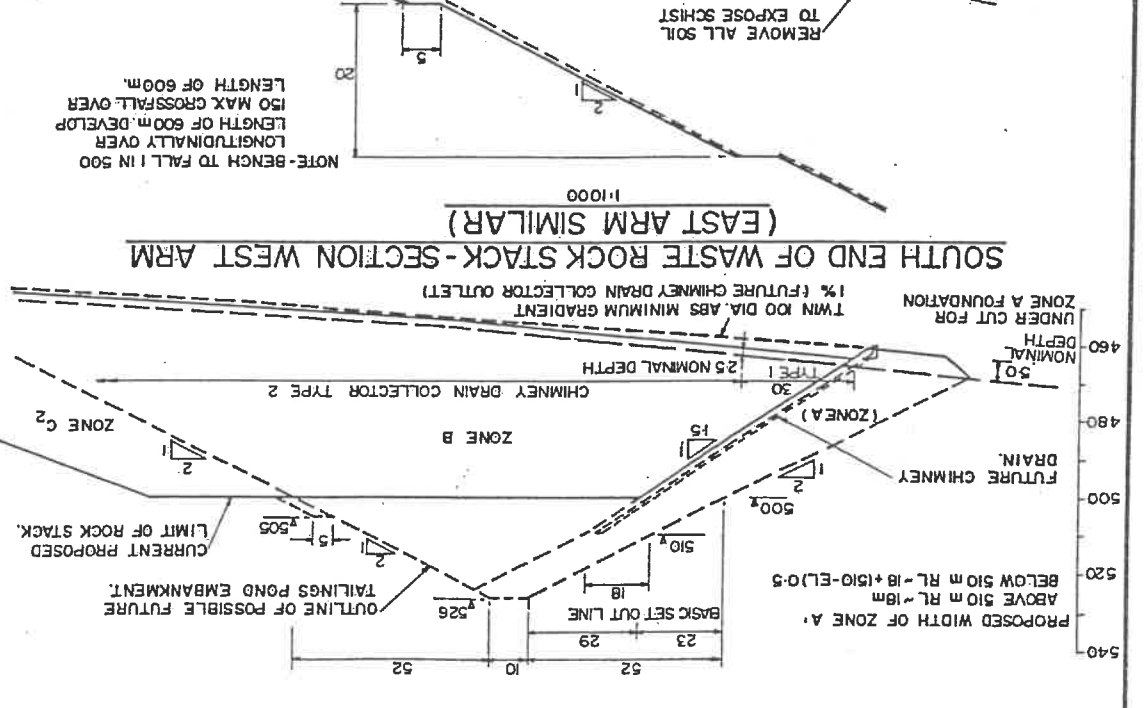 540
520
500
480
460
52
10
52
23
29
BASIC SET OUT LINE
18
526
510
500
505
5
PROPOSED WIDTH OF ZONE A'
ABOVE 510 m RL ~18m
BELOW 510 m RL ~ 18 +(510-EL)0·5
OUTLINE OF POSSIBLE FUTURE
TAILINGS POND EMBANKMENT.
CURRENT PROPOSED
LIMIT OF ROCK STACK.
1
2
1
2
1
2
1
1·5
FUTURE CHIMNEY
DRAIN.
(ZONE A)
ZONE B
ZONE C2
30
TYPE 1
CHIMNEY DRAIN COLLECTOR TYPE 2
2·5 NOMINAL DEPTH
5·0
NOMINAL
DEPTH
UNDER CUT FOR
ZONE A FOUNDATION
TWIN 100 DIA. ABS MINIMUM GRADIENT
1% (FUTURE CHIMNEY DRAIN COLLECTOR OUTLET)
SOUTH END OF WASTE ROCK STACK - SECTION WEST ARM
(EAST ARM SIMILAR)
1:1000
NOTE-BENCH TO FALL 1 IN 500
LONGITUDINALLY OVER
LENGTH OF 600m. DEVELOP
150 MAX CROSSFALL OVER
LENGTH OF 600m.
1
2
20
5
REMOVE ALL SOIL
TO EXPOSE SCHIST